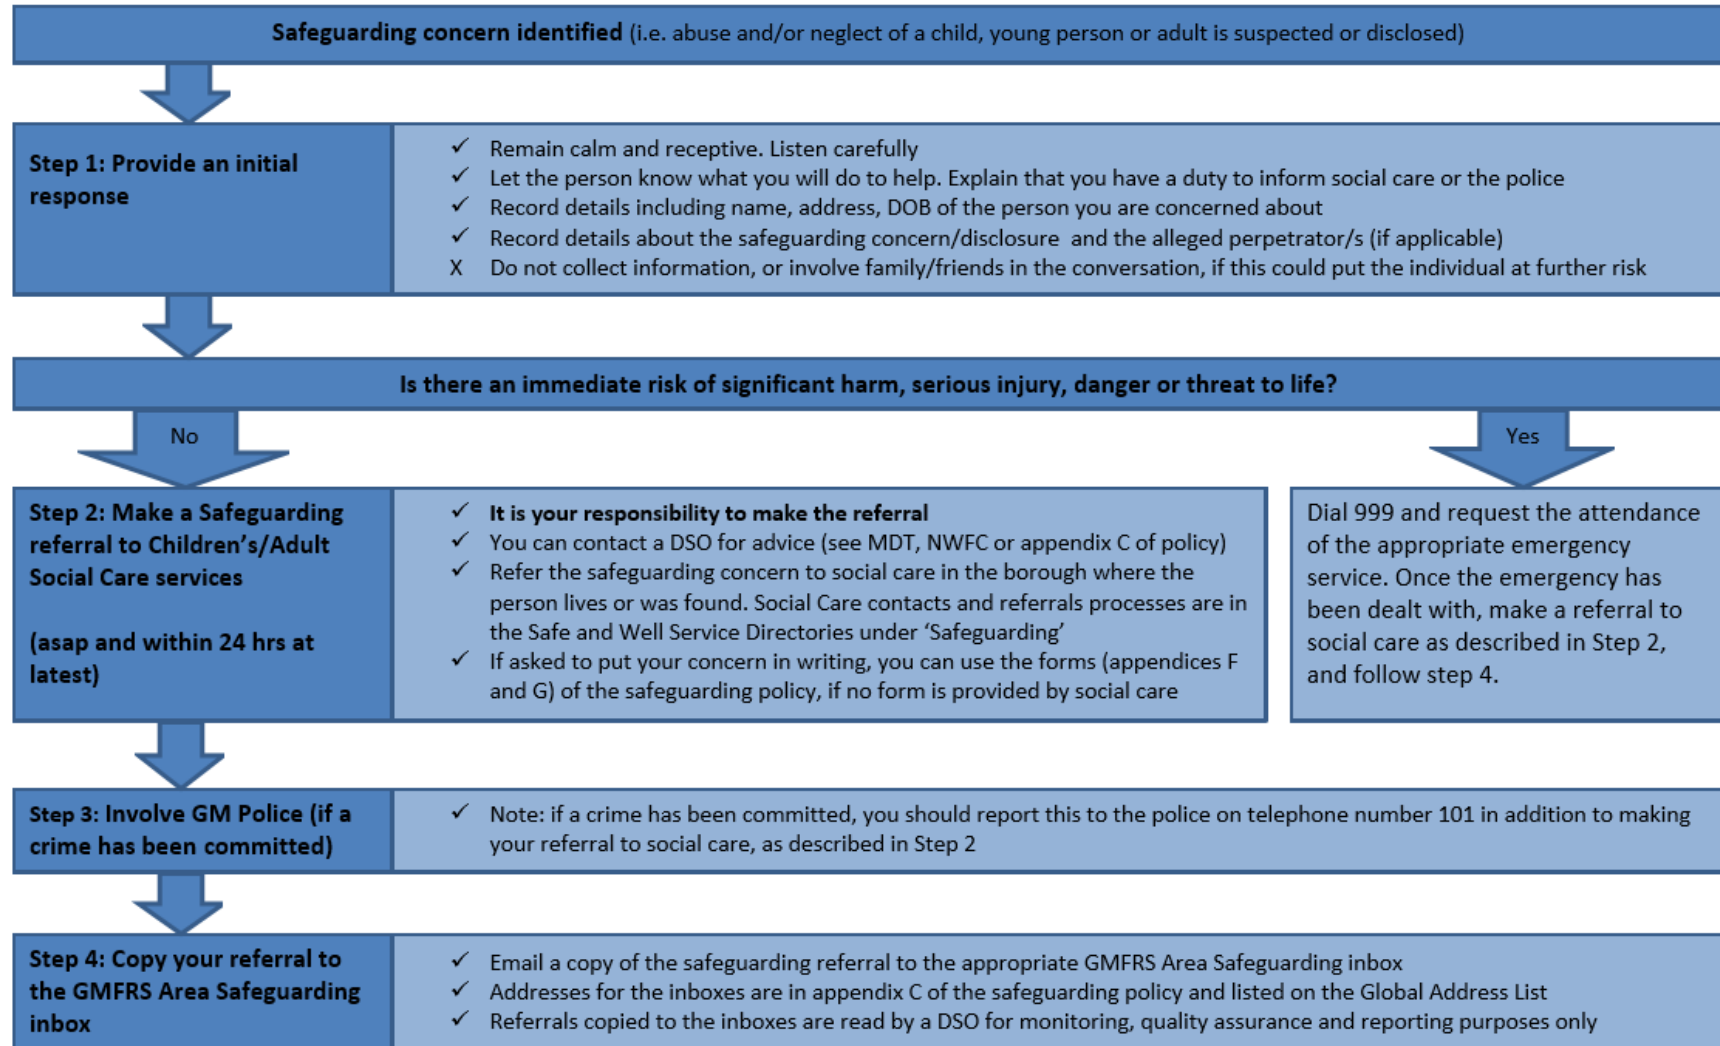 Safeguarding concern identified (i.e. abuse and/or neglect of a child, young person or adult is suspected or disclosed)
Step 1: Provide an initial
response
✓ Remain calm and receptive. Listen carefully
✓ Let the person know what you will do to help. Explain that you have a duty to inform social care or the police
✓ Record details including name, address, DOB of the person you are concerned about
✓ Record details about the safeguarding concern/disclosure and the alleged perpetrator/s (if applicable)
X Do not collect information, or involve family/friends in the conversation, if this could put the individual at further risk
Is there an immediate risk of significant harm, serious injury, danger or threat to life?
No
Yes
Step 2: Make a Safeguarding
referral to Children's/Adult
Social Care services
(asap and within 24 hrs at
latest)
✓ It is your responsibility to make the referral
✓ You can contact a DSO for advice (see MDT, NWFC or appendix C of policy)
✓ Refer the safeguarding concern to social care in the borough where the
person lives or was found. Social Care contacts and referrals processes are in
the Safe and Well Service Directories under 'Safeguarding'
✓ If asked to put your concern in writing, you can use the forms (appendices F
and G) of the safeguarding policy, if no form is provided by social care
Dial 999 and request the attendance
of the appropriate emergency
service. Once the emergency has
been dealt with, make a referral to
social care as described in Step 2,
and follow step 4.
Step 3: Involve GM Police (if a
crime has been committed)
✓ Note: if a crime has been committed, you should report this to the police on telephone number 101 in addition to making
your referral to social care, as described in Step 2
Step 4: Copy your referral to
the GMFRS Area Safeguarding
inbox
✓ Email a copy of the safeguarding referral to the appropriate GMFRS Area Safeguarding inbox
✓ Addresses for the inboxes are in appendix C of the safeguarding policy and listed on the Global Address List
✓ Referrals copied to the inboxes are read by a DSO for monitoring, quality assurance and reporting purposes only